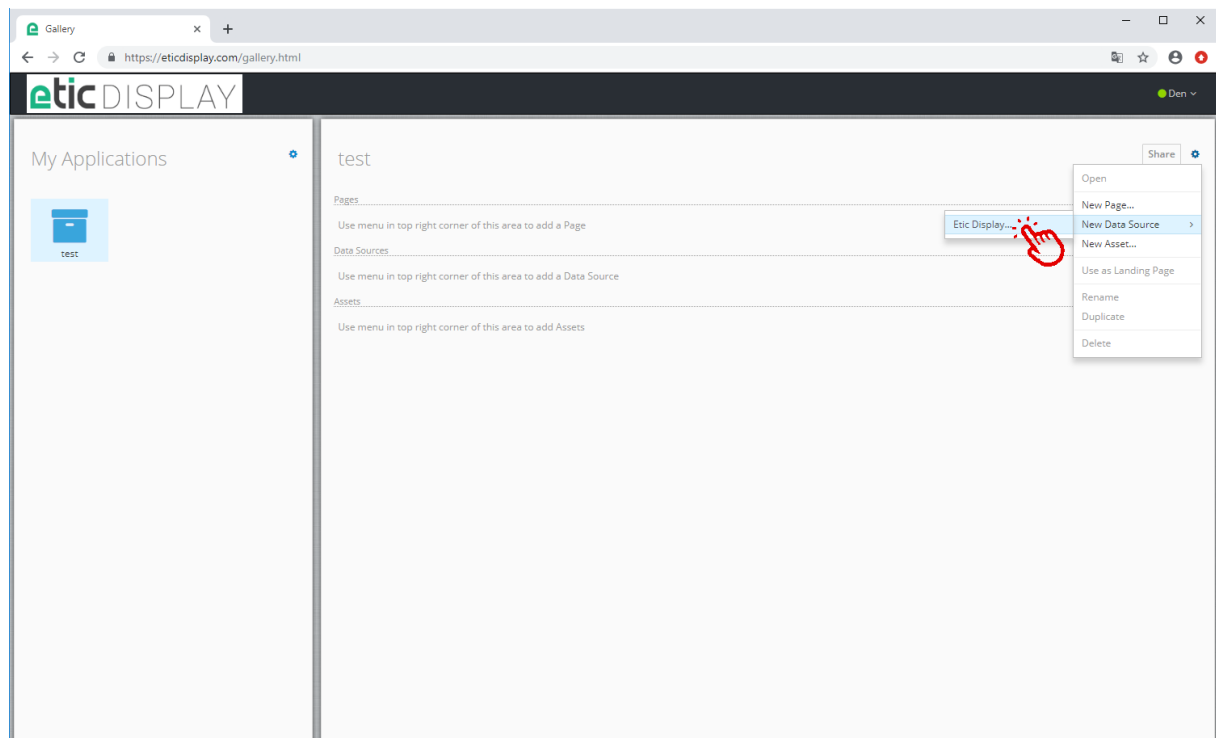 Gallery
https://eticdisplay.com/gallery.html
eticDISPLAY
Den
My Applications
test
test
Share
Pages
Use menu in top right corner of this area to add a Page
Data Sources
Use menu in top right corner of this area to add a Data Source
Assets
Use menu in top right corner of this area to add Assets
Open
New Page...
New Data Source
Etic Display...
New Asset...
Use as Landing Page
Rename
Duplicate
Delete